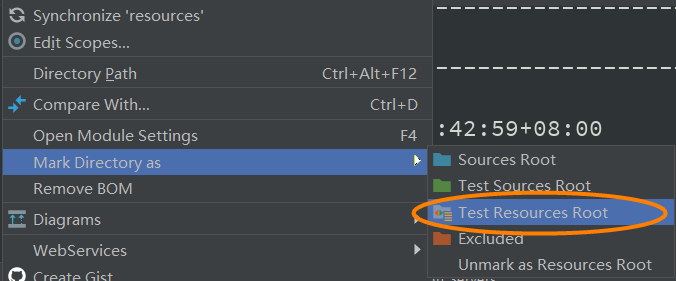 Synchronize 'resources'
Edit Scopes...
Directory Path Ctrl+Alt+F12
Compare With... Ctrl+D
:42:59+08:00
Open Module Settings F4
Mark Directory as
Sources Root
Remove BOM
Test Sources Root
Diagrams
Test Resources Root
Excluded
WebServices
Unmark as Resources Root
Create Gist